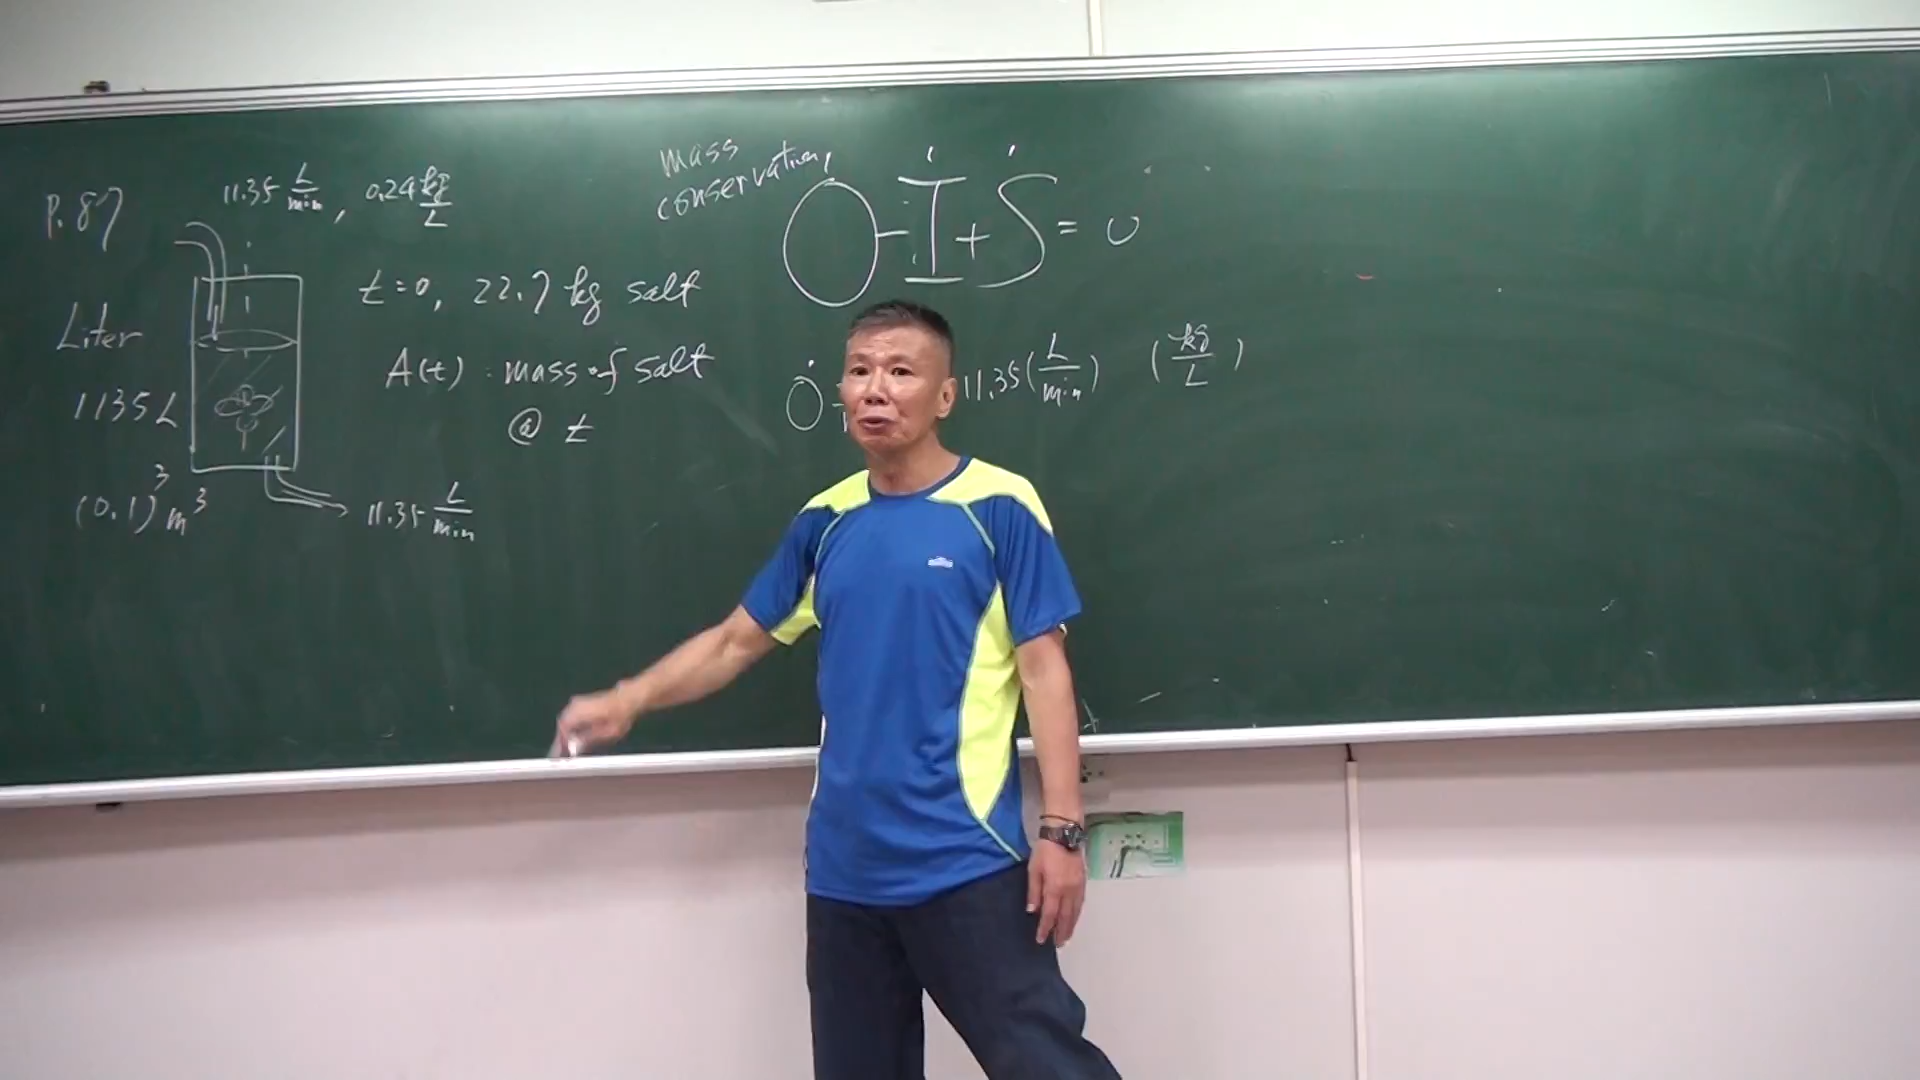 P.87
11.35 L/min, 0.24 kg/L
Liter
1135L
(0.1)³ m³
t=0, 22.7 kg salt
A(t) : mass of salt
@ t
11.35 L/min
mass
conservation,
O - İ + Ṡ = 0
Ȯ
11.35 (L/min) (kg/L)